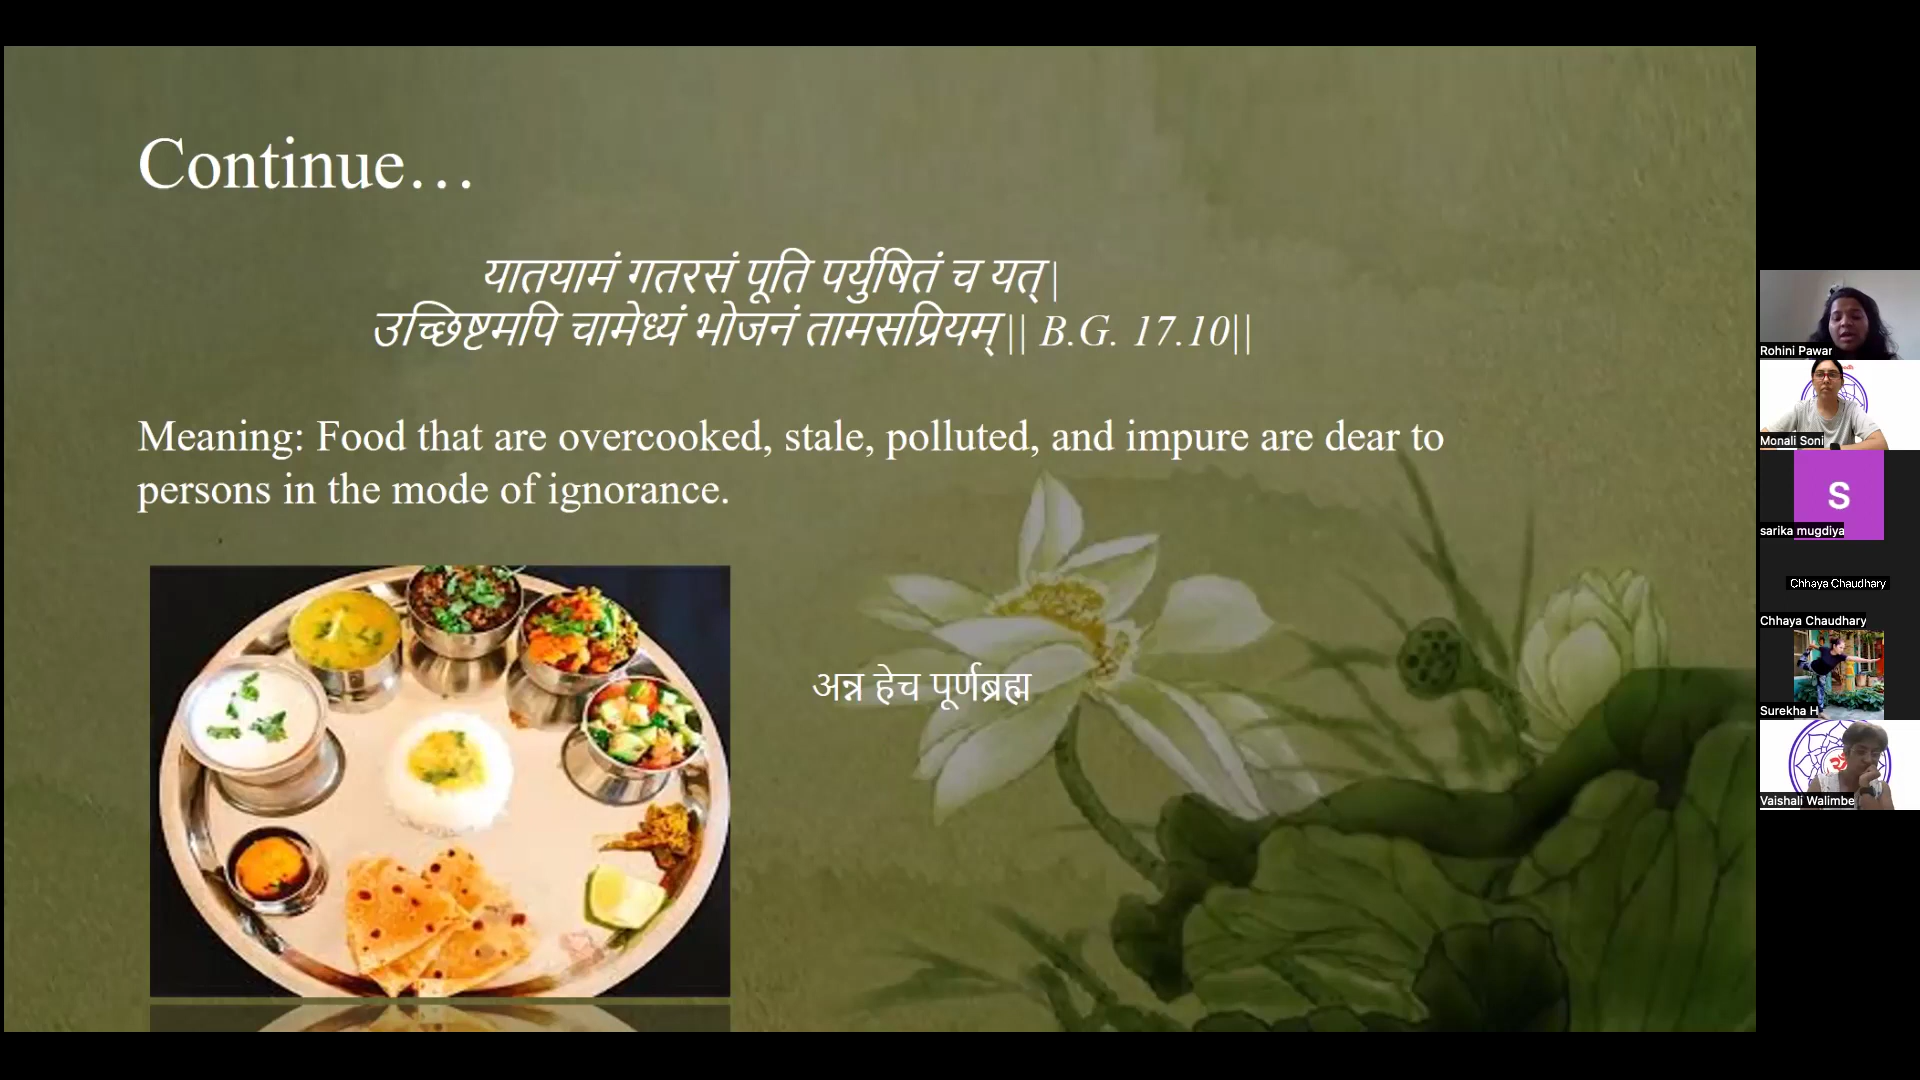 Continue…
यातयामं गतरसं पूति पर्युषितं च यत्|
उच्छिष्टमपि चामेध्यं भोजनं तामसप्रियम्|| B.G. 17.10||
Meaning: Food that are overcooked, stale, polluted, and impure are dear to
persons in the mode of ignorance.
अन्न हेच पूर्णब्रह्म
Rohini Pawar
Monali Soni
S
sarika mugdiya
Chhaya Chaudhary
Chhaya Chaudhary
Surekha H
Vaishali Walimbe